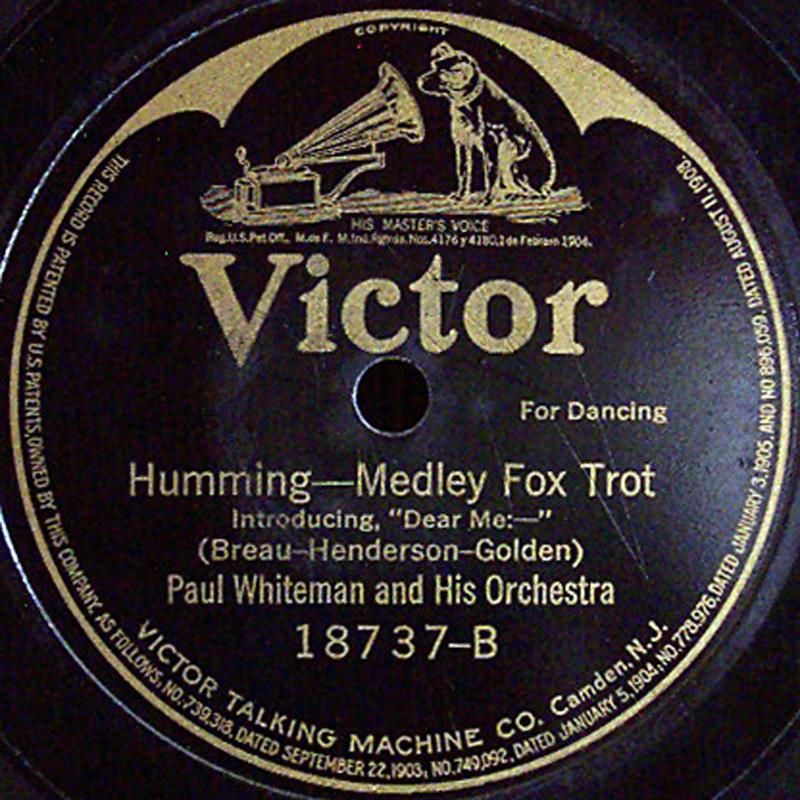 COPYRIGHT
HIS MASTER'S VOICE
Reg.U.S.Pat.Off. M.de F. M.Ind.Rgtrda.Nos.4176 y 4180,1 de Febraro 1904.
Victor
For Dancing
Humming—Medley Fox Trot
Introducing, "Dear Me:—"
(Breau-Henderson-Golden)
Paul Whiteman and His Orchestra
18737-B
VICTOR TALKING MACHINE CO. Camden, N.J.
THIS RECORD IS PATENTED BY U.S. PATENTS, OWNED BY THIS COMPANY, AS FOLLOWS, NO. 739,318, DATED SEPTEMBER 22, 1903; NO. 749,092, DATED JANUARY 5, 1904; NO. 778,976, DATED JANUARY 3, 1905, AND NO 896,059, DATED AUGUST 11, 1908.